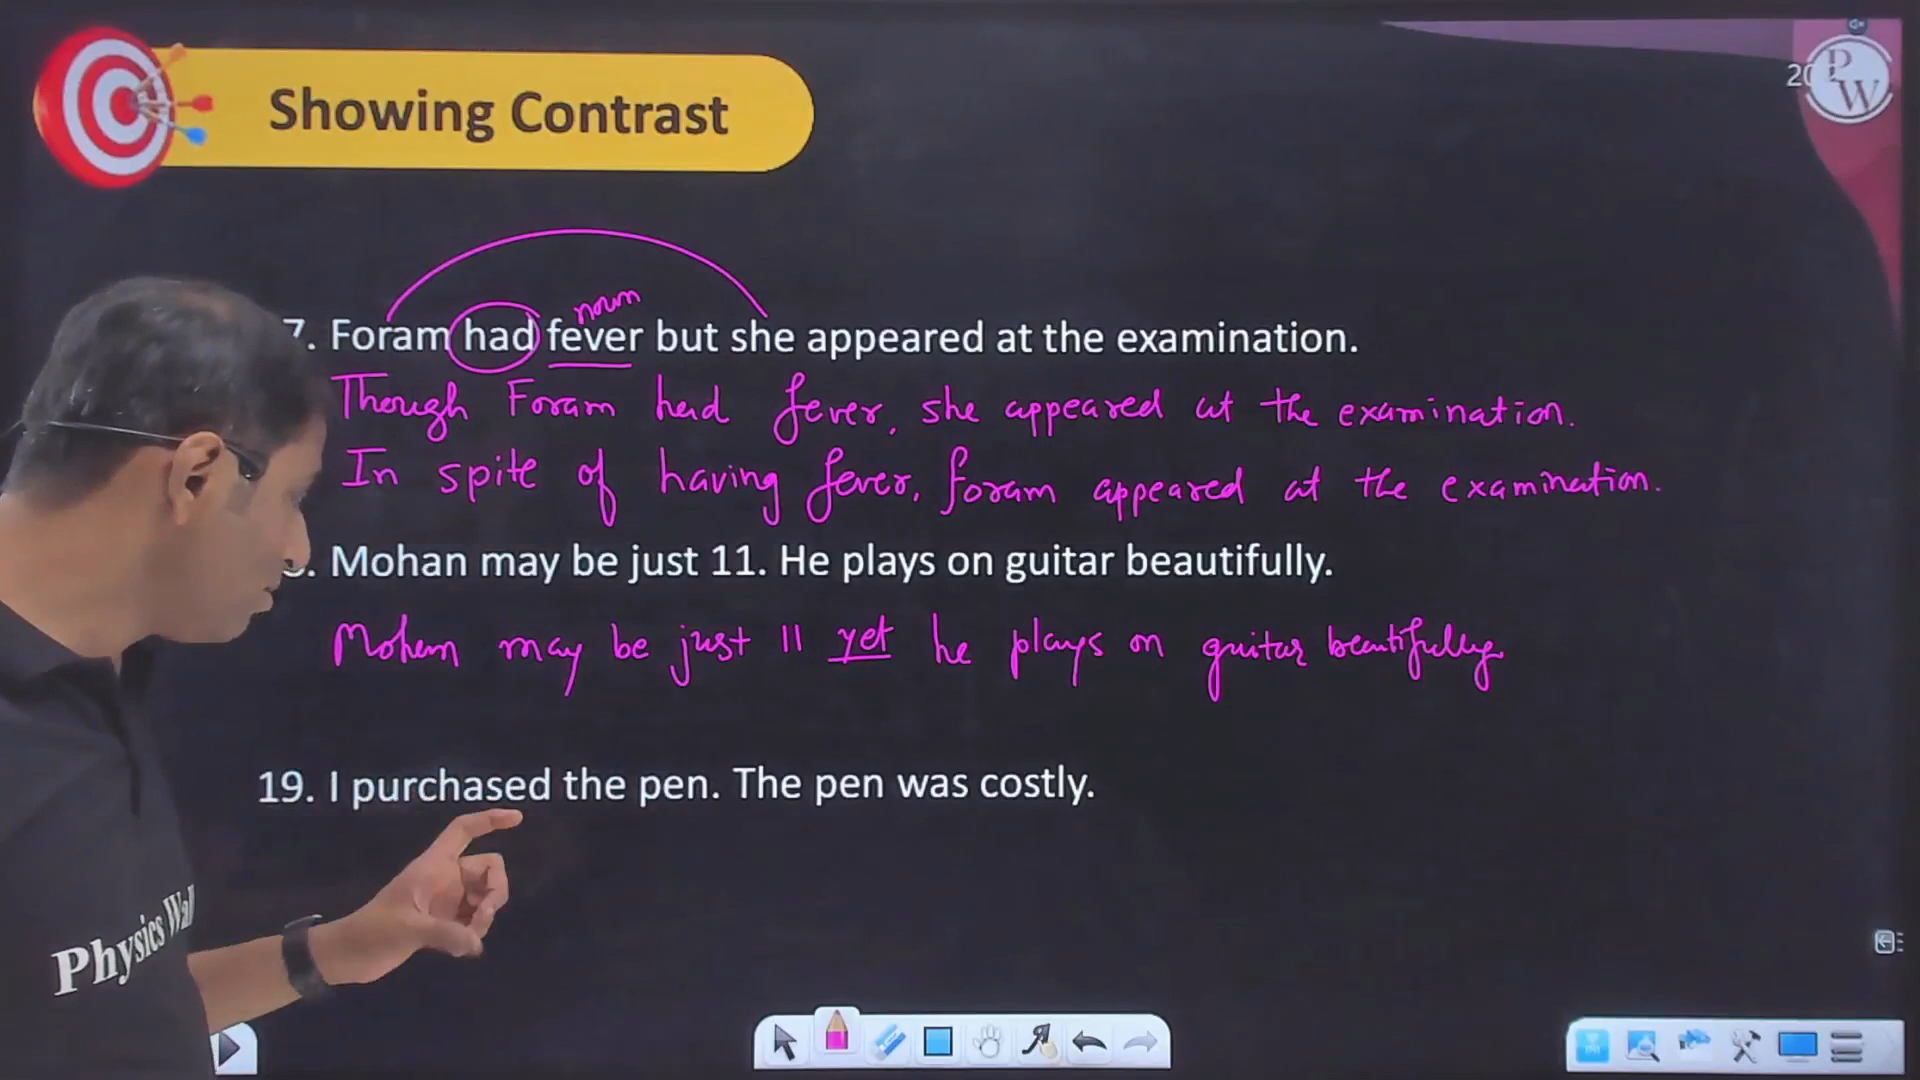 Showing Contrast
20
PW
noun
7. Foram had fever but she appeared at the examination.
Though Foram had fever, she appeared at the examination.
In spite of having fever, Foram appeared at the examination.
. Mohan may be just 11. He plays on guitar beautifully.
Mohan may be just 11 yet he plays on guitar beautifully.
19. I purchased the pen. The pen was costly.
Physics Wal